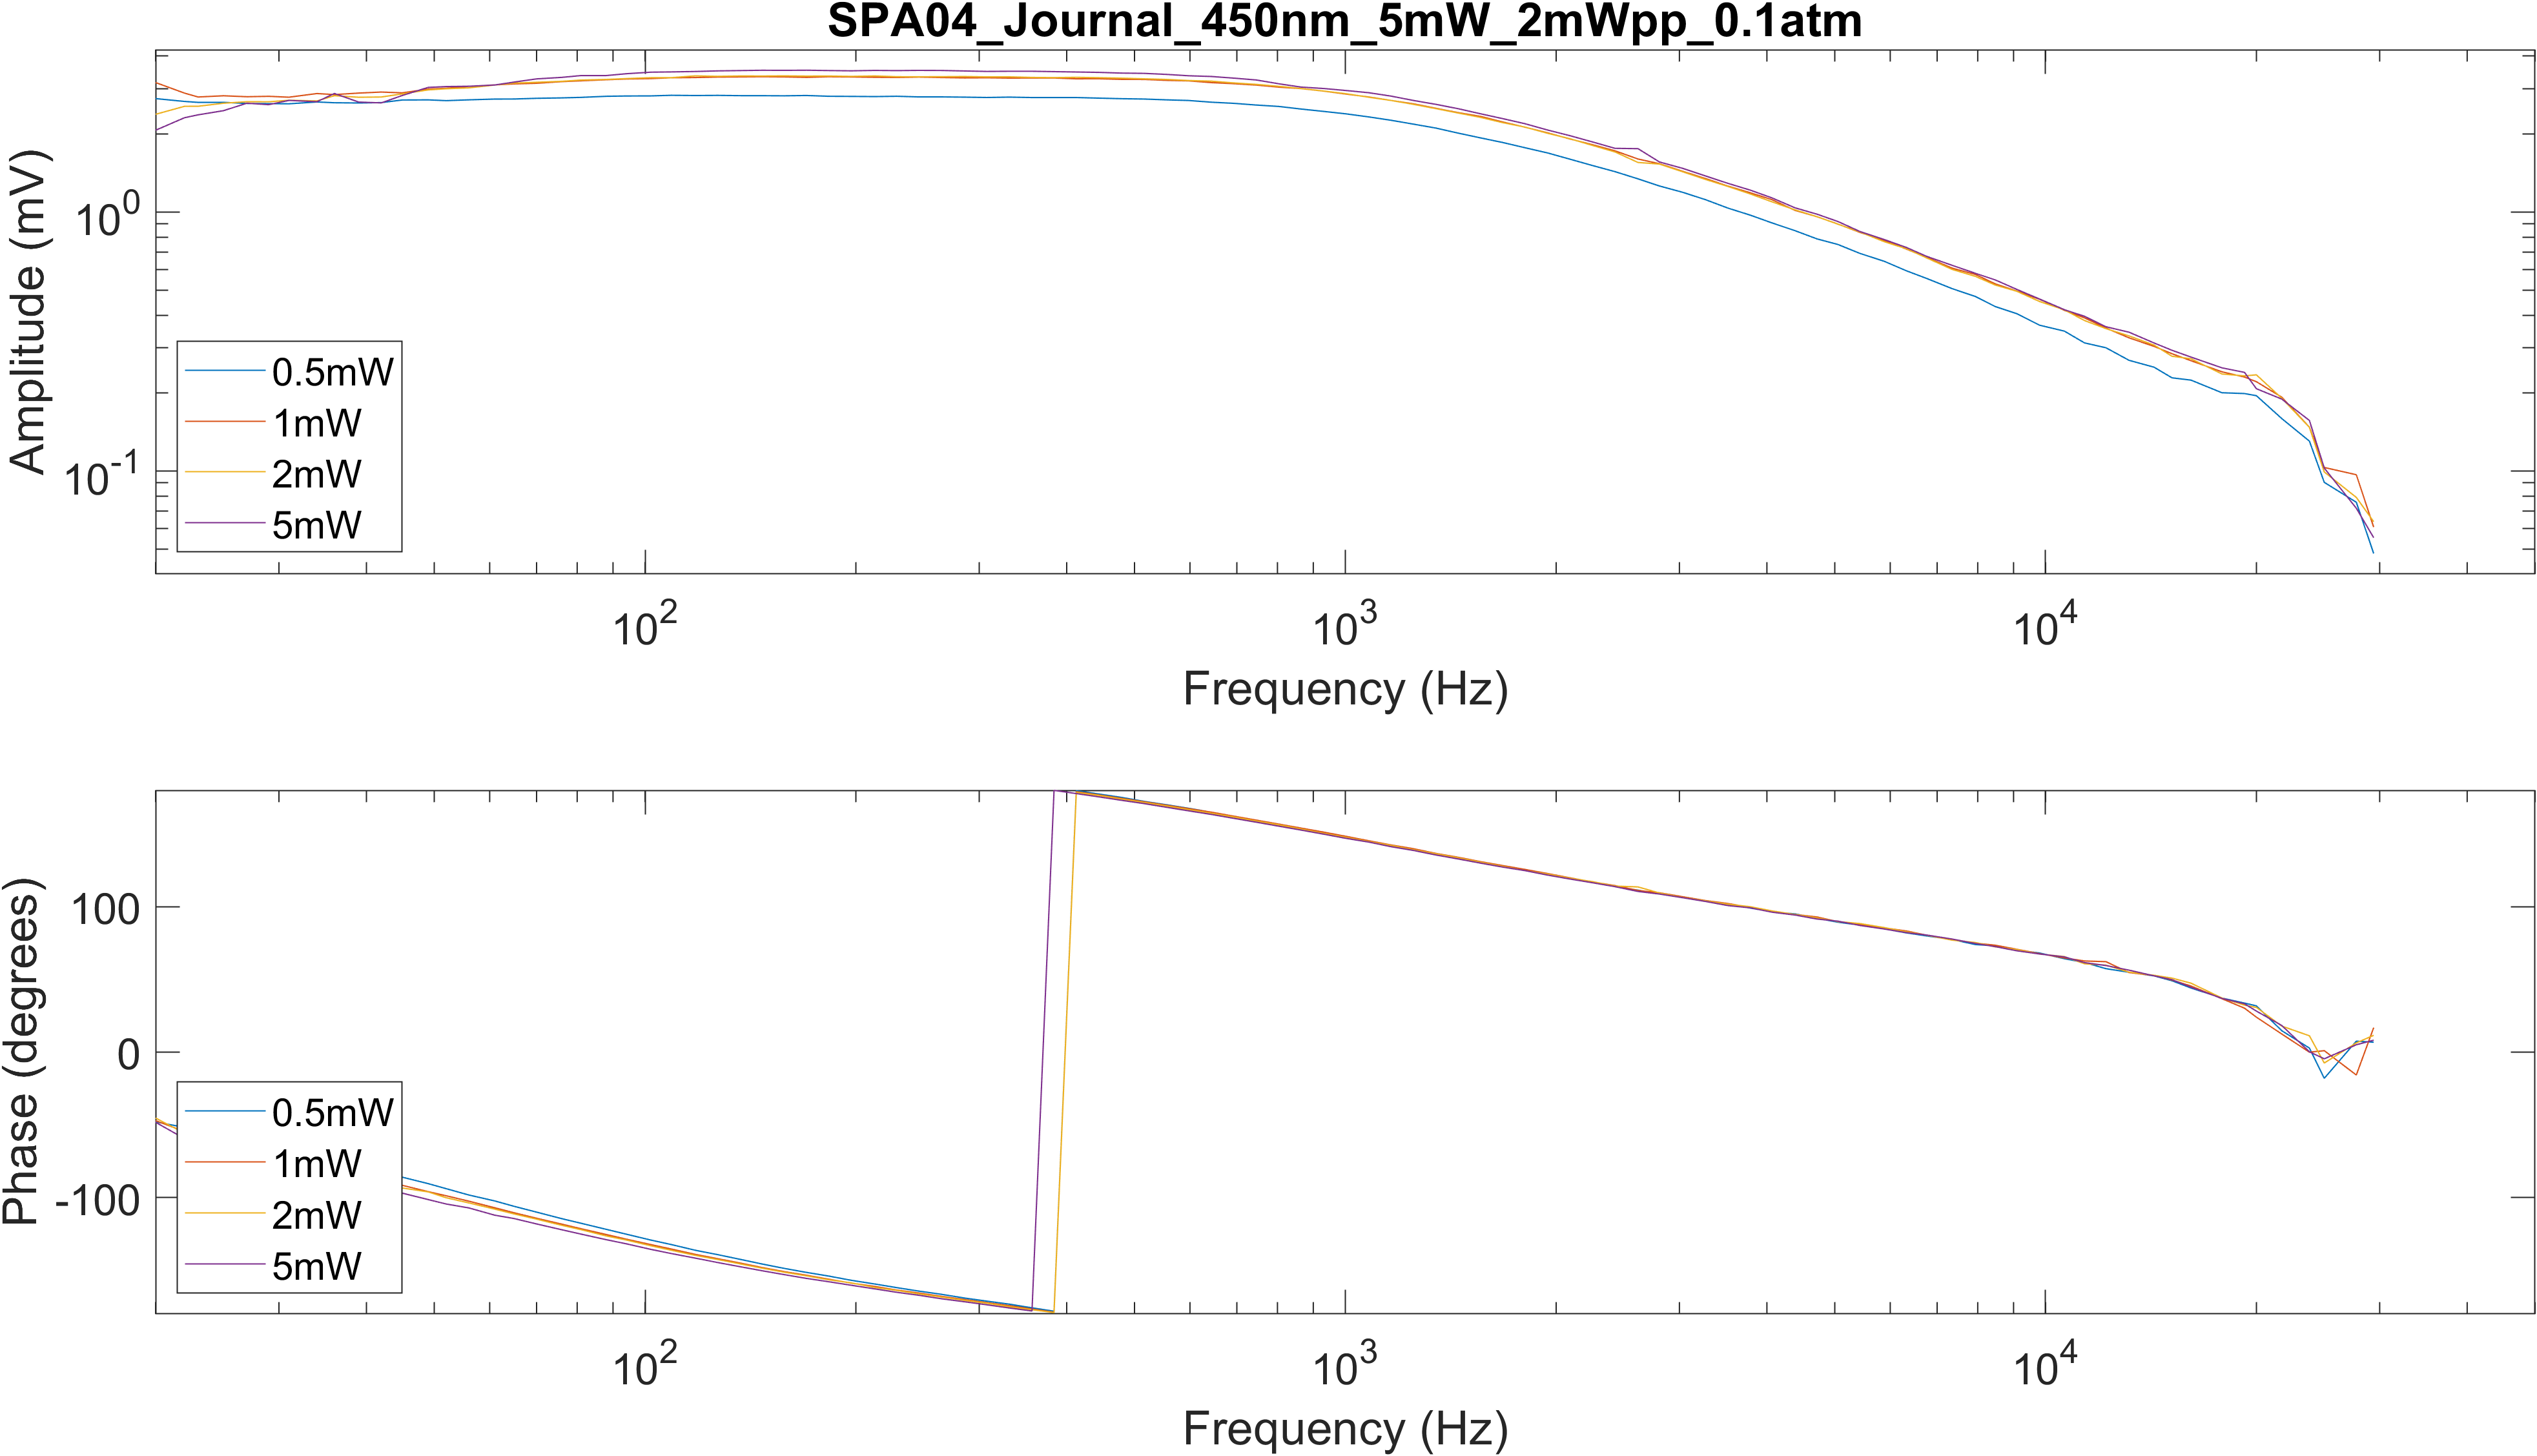 SPA04_Journal_450nm_5mW_2mWpp_0.1atm
Amplitude (mV)
10^0
10^-1
0.5mW
1mW
2mW
5mW
10^2
10^3
10^4
Frequency (Hz)
Phase (degrees)
100
0
-100
0.5mW
1mW
2mW
5mW
10^2
10^3
10^4
Frequency (Hz)